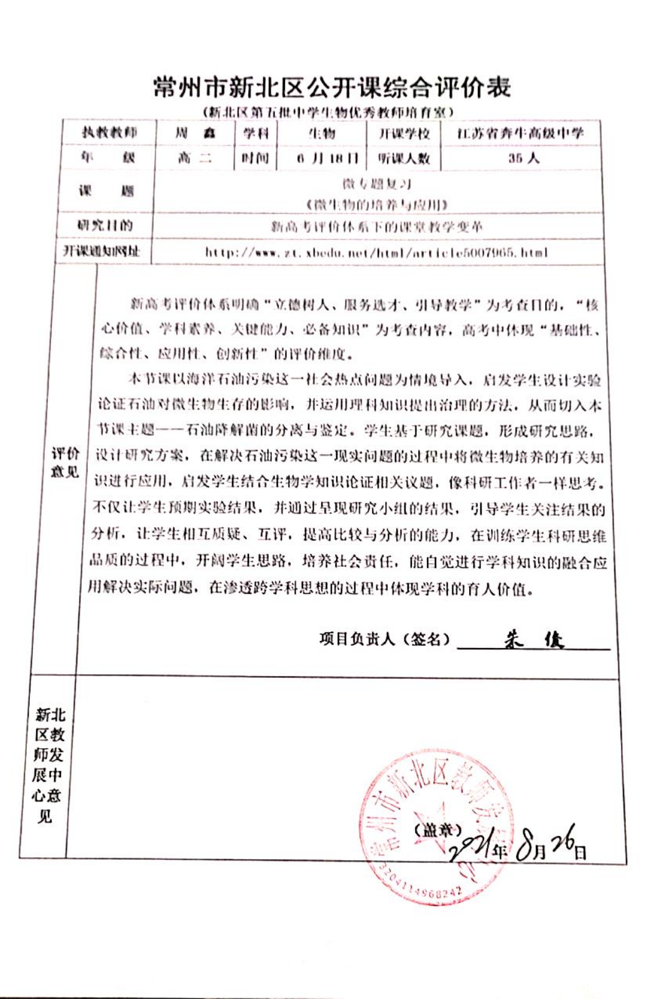 常州市新北区公开课综合评价表
（新北区第五批中学生物优秀教师培育室）
执教教师 周 鑫 学科 生物 开课学校 江苏省奔牛高级中学
年 级 高 二 时间 6 月 18 日 听课人数 35 人
课 题 微专题复习
《微生物的培养与应用》
研究目的 新高考评价体系下的课堂教学变革
开课通知网址 http://www.zt.xbedu.net/html/article5007965.html
新高考评价体系明确“立德树人、服务选才、引导教学”为考查目的，“核
心价值、学科素养、关键能力、必备知识”为考查内容，高考中体现“基础性、
综合性、应用性、创新性”的评价维度。
本节课以海洋石油污染这一社会热点问题为情境导入，启发学生设计实验
论证石油对微生物生存的影响，并运用理科知识提出治理的方法，从而切入本
节课主题——石油降解菌的分离与鉴定。学生基于研究课题，形成研究思路，
评价
意见
设计研究方案，在解决石油污染这一现实问题的过程中将微生物培养的有关知
识进行应用，启发学生结合生物学知识论证相关议题，像科研工作者一样思考。
不仅让学生预期实验结果，并通过呈现研究小组的结果，引导学生关注结果的
分析，让学生相互质疑、互评，提高比较与分析的能力，在训练学生科研思维
品质的过程中，开阔学生思路，培养社会责任，能自觉进行学科知识的融合应
用解决实际问题，在渗透跨学科思想的过程中体现学科的育人价值。
项目负责人（签名） 朱 俊
新北
区教
师发
展中
心意
见
常州市新北区教师发展中心
（盖章）
2021年 8月 26日
3204114968242